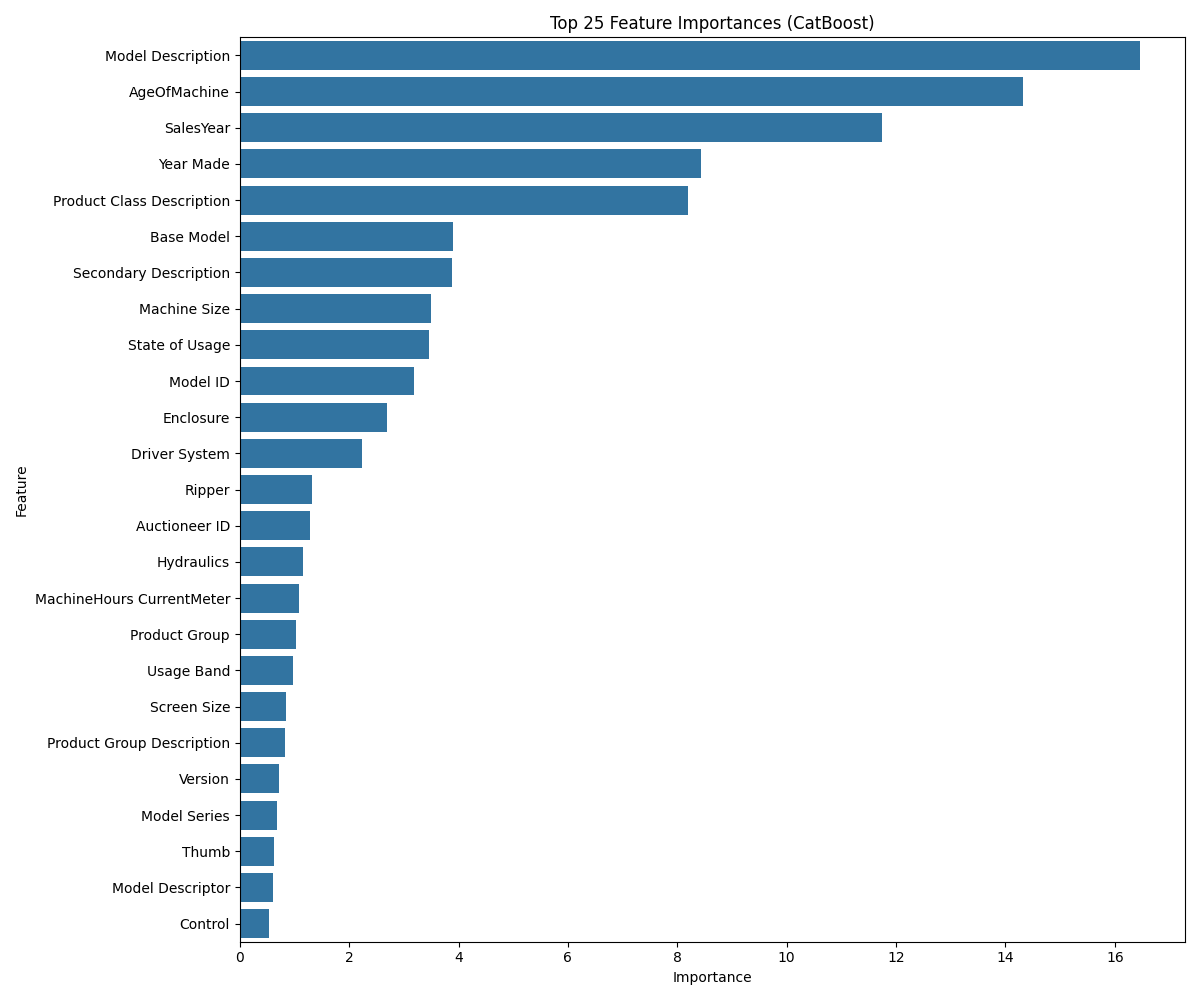 Top 25 Feature Importances (CatBoost)
Model Description
AgeOfMachine
SalesYear
Year Made
Product Class Description
Base Model
Secondary Description
Machine Size
State of Usage
Model ID
Enclosure
Driver System
Ripper
Auctioneer ID
Hydraulics
MachineHours CurrentMeter
Product Group
Usage Band
Screen Size
Product Group Description
Version
Model Series
Thumb
Model Descriptor
Control
Feature
0 2 4 6 8 10 12 14 16
Importance